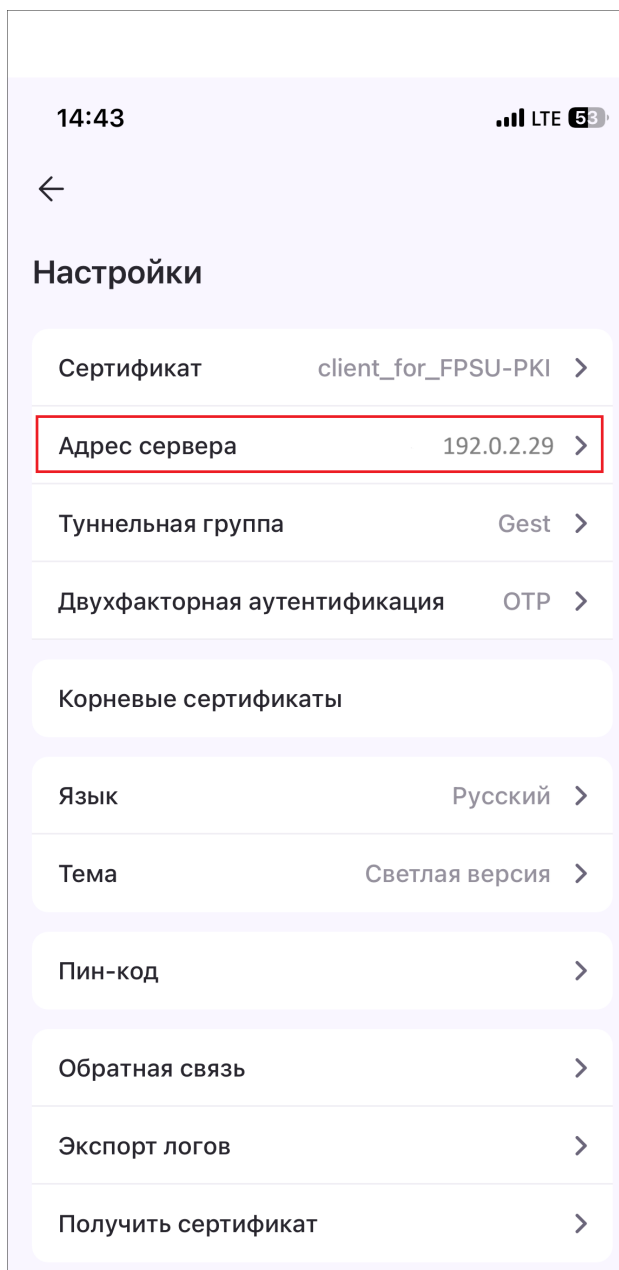 14:43 LTE 53
Настройки
Сертификат client_for_FPSU-PKI
Адрес сервера 192.0.2.29
Туннельная группа Gest
Двухфакторная аутентификация OTP
Корневые сертификаты
Язык Русский
Тема Светлая версия
Пин-код
Обратная связь
Экспорт логов
Получить сертификат